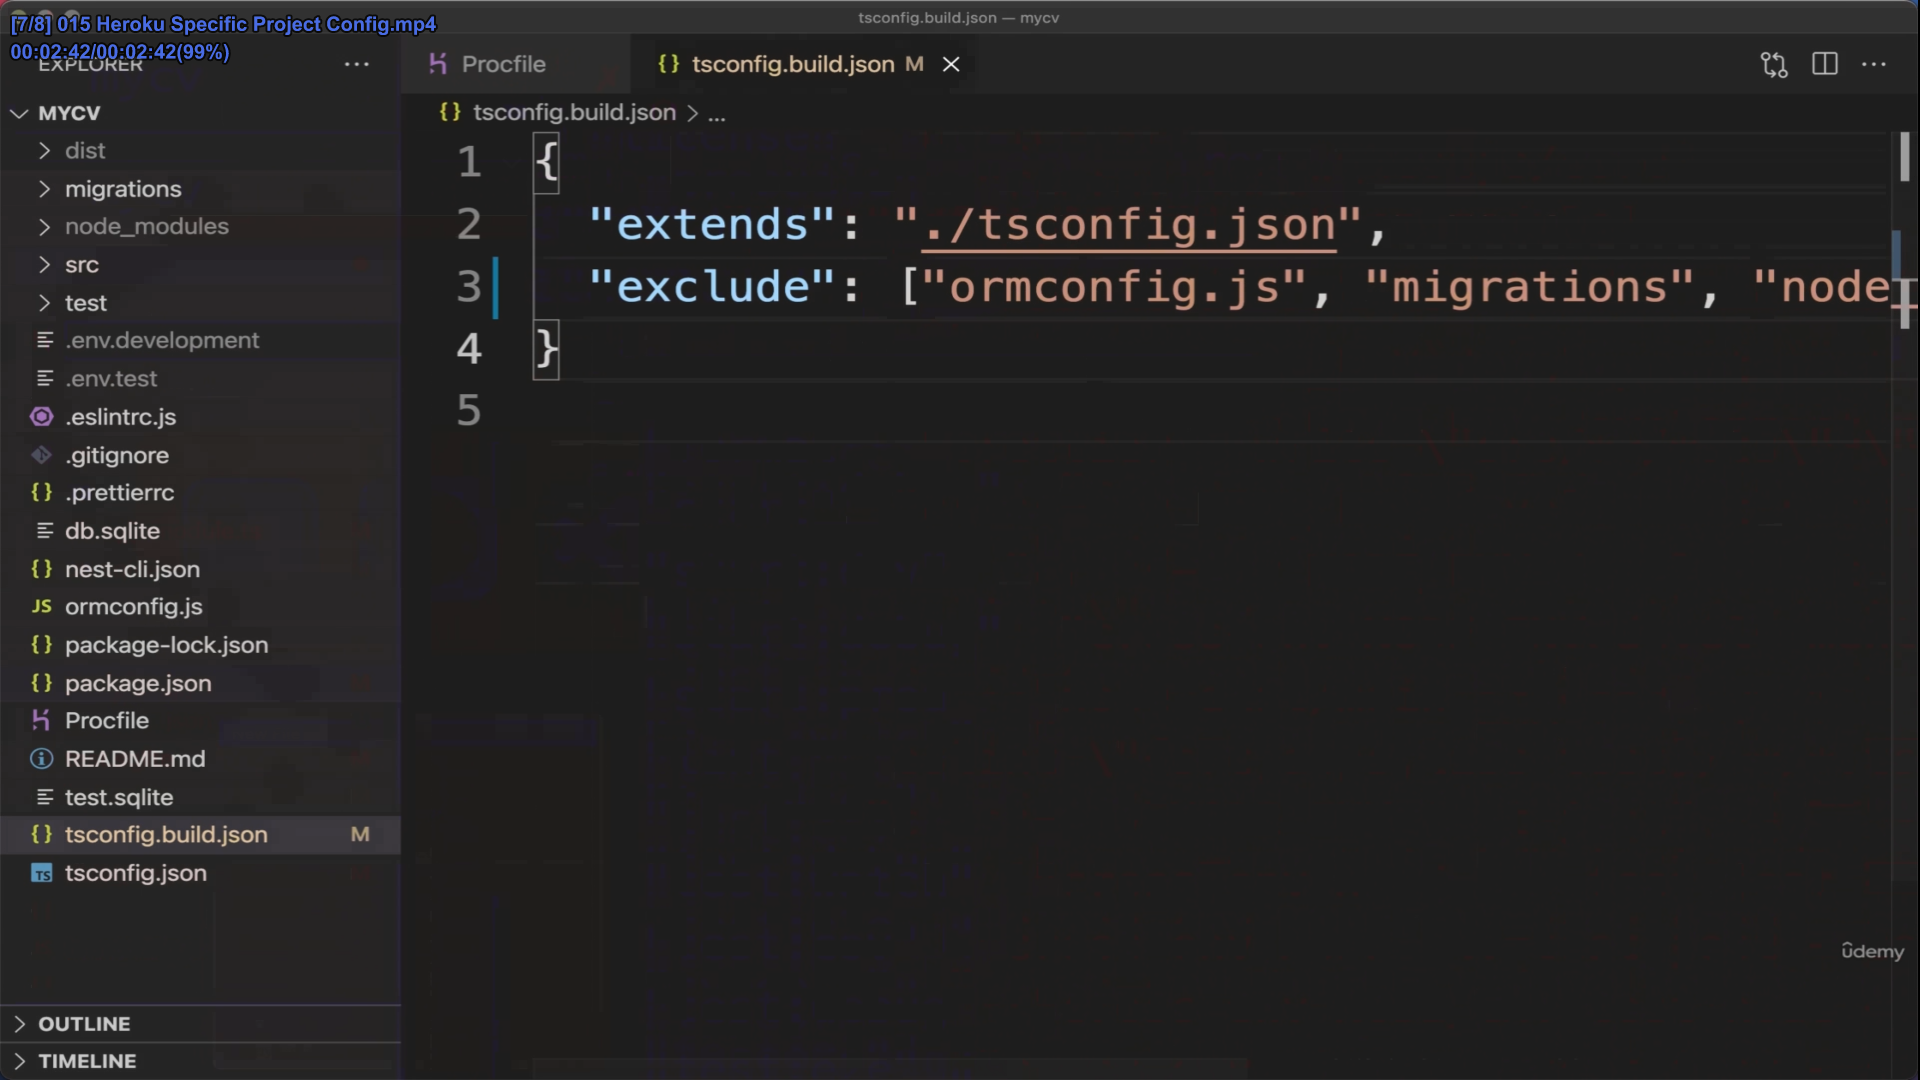 tsconfig.build.json — mycv
[7/8] 015 Heroku Specific Project Config.mp4
00:02:42/00:02:42(99%)
EXPLORER
Procfile
{} tsconfig.build.json M
MYCV
{} tsconfig.build.json > ...
dist
migrations
node_modules
src
test
.env.development
.env.test
.eslintrc.js
.gitignore
{} .prettierrc
db.sqlite
{} nest-cli.json
JS ormconfig.js
{} package-lock.json
{} package.json
Procfile
README.md
test.sqlite
{} tsconfig.build.json M
TS tsconfig.json
OUTLINE
TIMELINE
1 {
2 "extends": "./tsconfig.json",
3 "exclude": ["ormconfig.js", "migrations", "node_
4 }
5
ûdemy